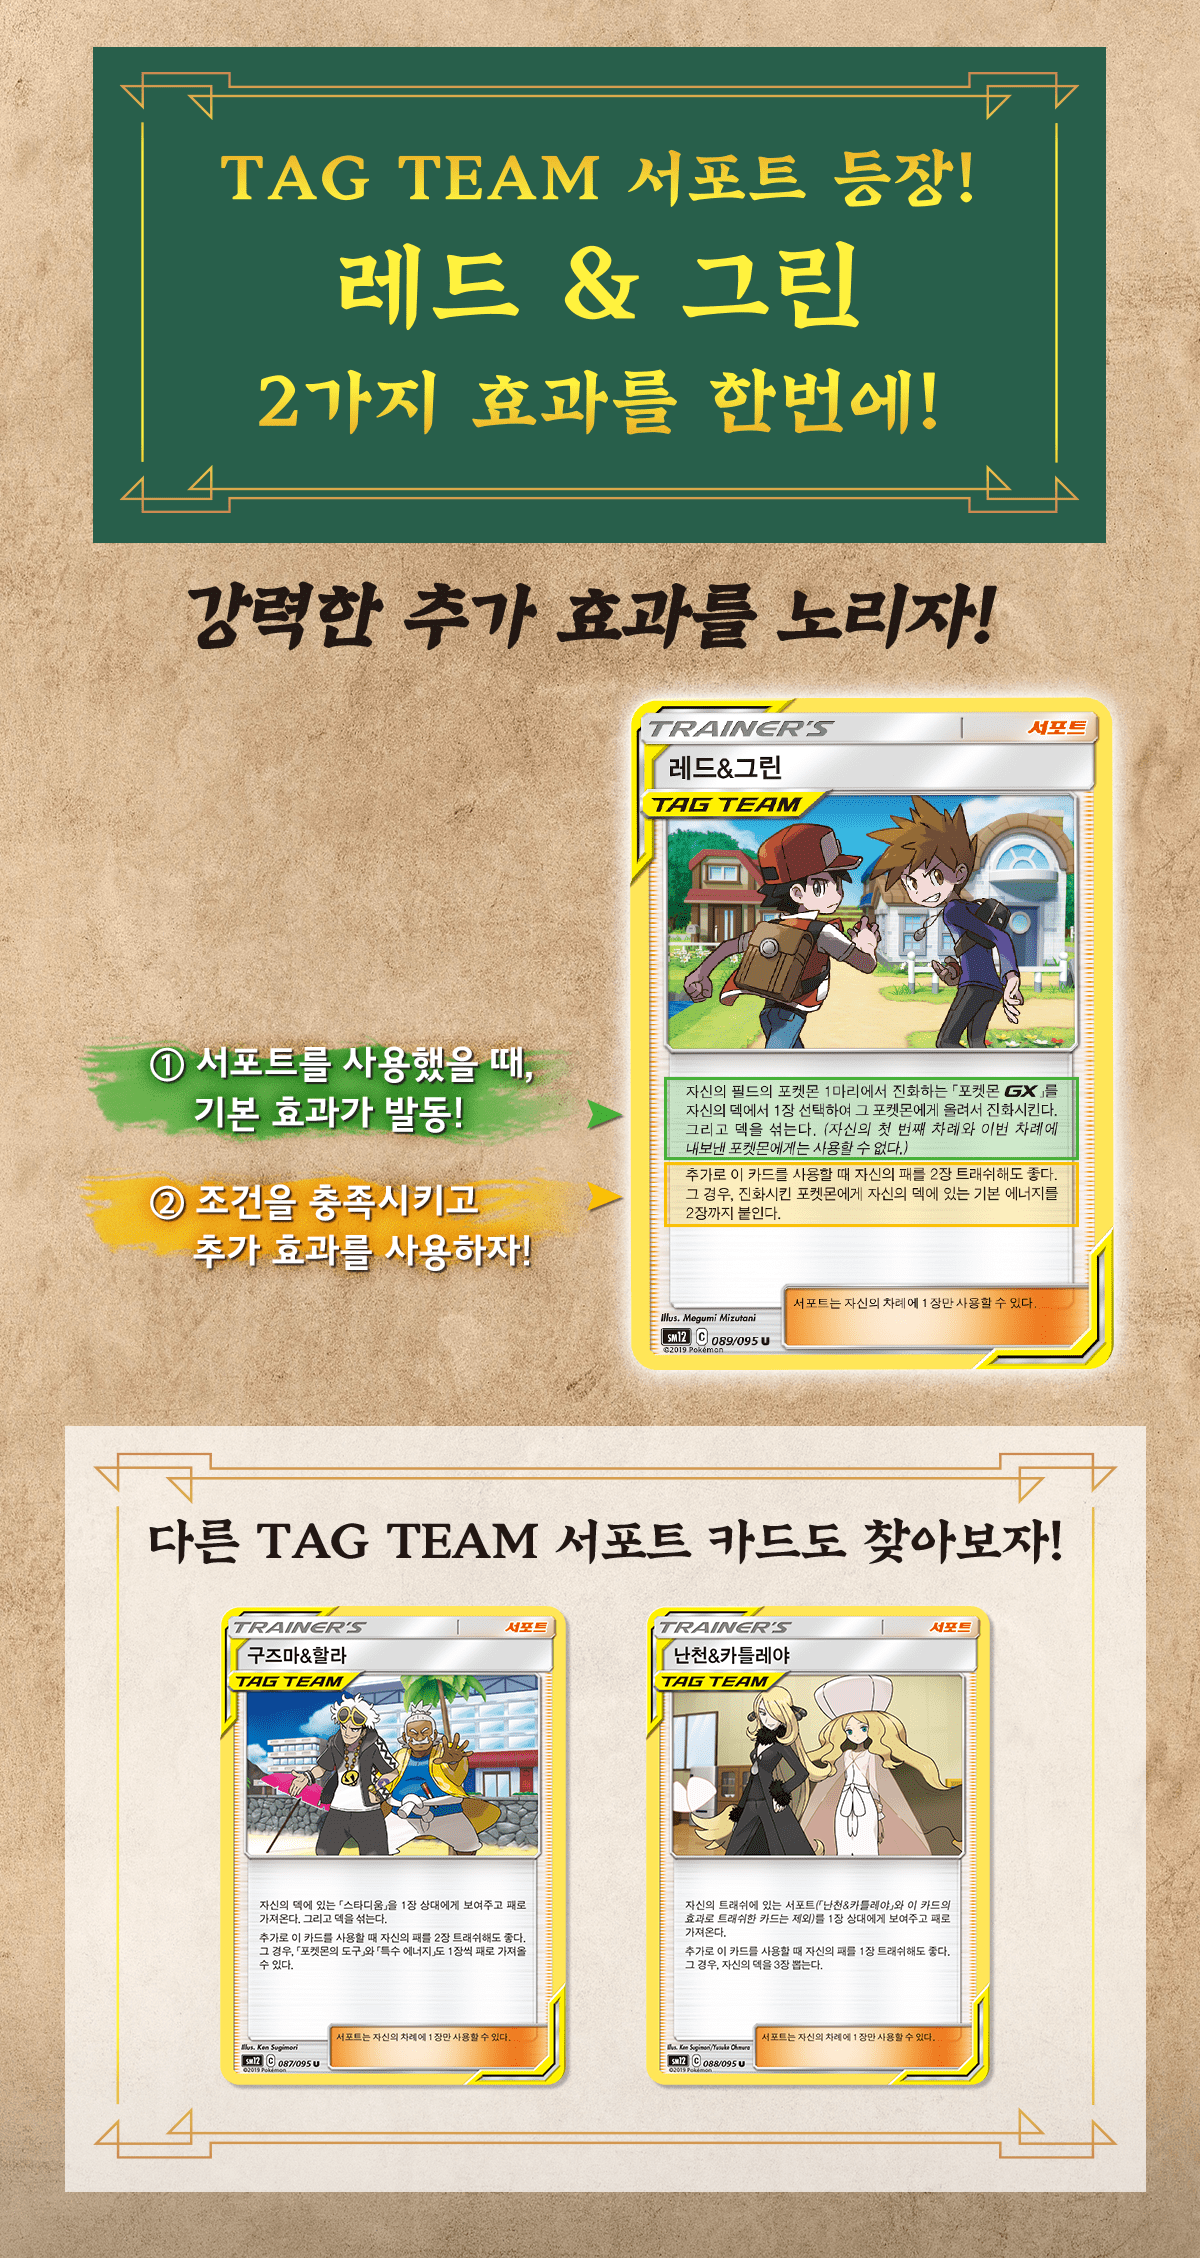 TAG TEAM 서포트 등장!
레드 & 그린
2가지 효과를 한번에!
강력한 추가 효과를 노리자!
① 서포트를 사용했을 때,
기본 효과가 발동!
② 조건을 충족시키고
추가 효과를 사용하자!
TRAINER'S 서포트
레드&그린
TAG TEAM
자신의 필드의 포켓몬 1마리에서 진화하는 「포켓몬 GX」를
자신의 덱에서 1장 선택하여 그 포켓몬에게 올려서 진화시킨다.
그리고 덱을 섞는다. (자신의 첫 번째 차례와 이번 차례에
내보낸 포켓몬에게는 사용할 수 없다.)
추가로 이 카드를 사용할 때 자신의 패를 2장 트래쉬해도 좋다.
그 경우, 진화시킨 포켓몬에게 자신의 덱에 있는 기본 에너지를
2장까지 붙인다.
서포트는 자신의 차례에 1장만 사용할 수 있다.
Illus. Megumi Mizutani
sm12 C 089/095 U
©2019 Pokémon
다른 TAG TEAM 서포트 카드도 찾아보자!
TRAINER'S 서포트
구즈마&할라
TAG TEAM
자신의 덱에 있는 「스타디움」을 1장 상대에게 보여주고 패로
가져온다. 그리고 덱을 섞는다.
추가로 이 카드를 사용할 때 자신의 패를 2장 트래쉬해도 좋다.
그 경우, 「포켓몬의 도구」와 「특수 에너지」도 1장씩 패로 가져올
수 있다.
서포트는 자신의 차례에 1장만 사용할 수 있다.
Illus. Ken Sugimori
sm12 C 087/095 U
©2019 Pokémon
TRAINER'S 서포트
난천&카틀레야
TAG TEAM
자신의 트래쉬에 있는 서포트(「난천&카틀레야」와 이 카드의
효과로 트래쉬한 카드는 제외)를 1장 상대에게 보여주고 패로
가져온다.
추가로 이 카드를 사용할 때 자신의 패를 1장 트래쉬해도 좋다.
그 경우, 자신의 덱을 3장 뽑는다.
서포트는 자신의 차례에 1장만 사용할 수 있다.
Illus. Ken Sugimori/Yusuke Ohmura
sm12 C 088/095 U
©2019 Pokémon